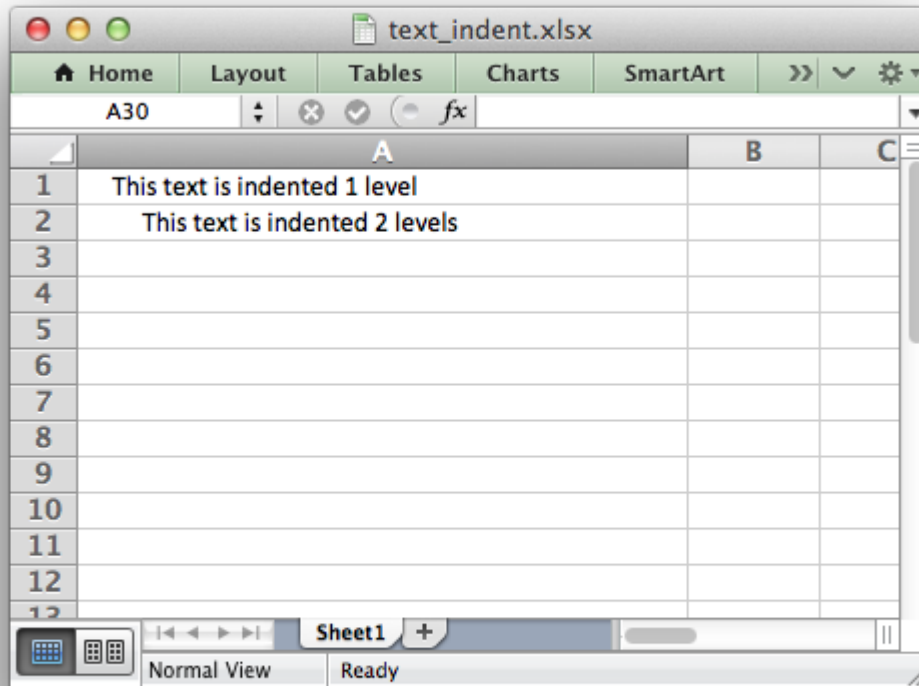 text_indent.xlsx
Home Layout Tables Charts SmartArt
A30 fx
A B C
1 This text is indented 1 level
2 This text is indented 2 levels
3
4
5
6
7
8
9
10
11
12
13
Sheet1
Normal View Ready